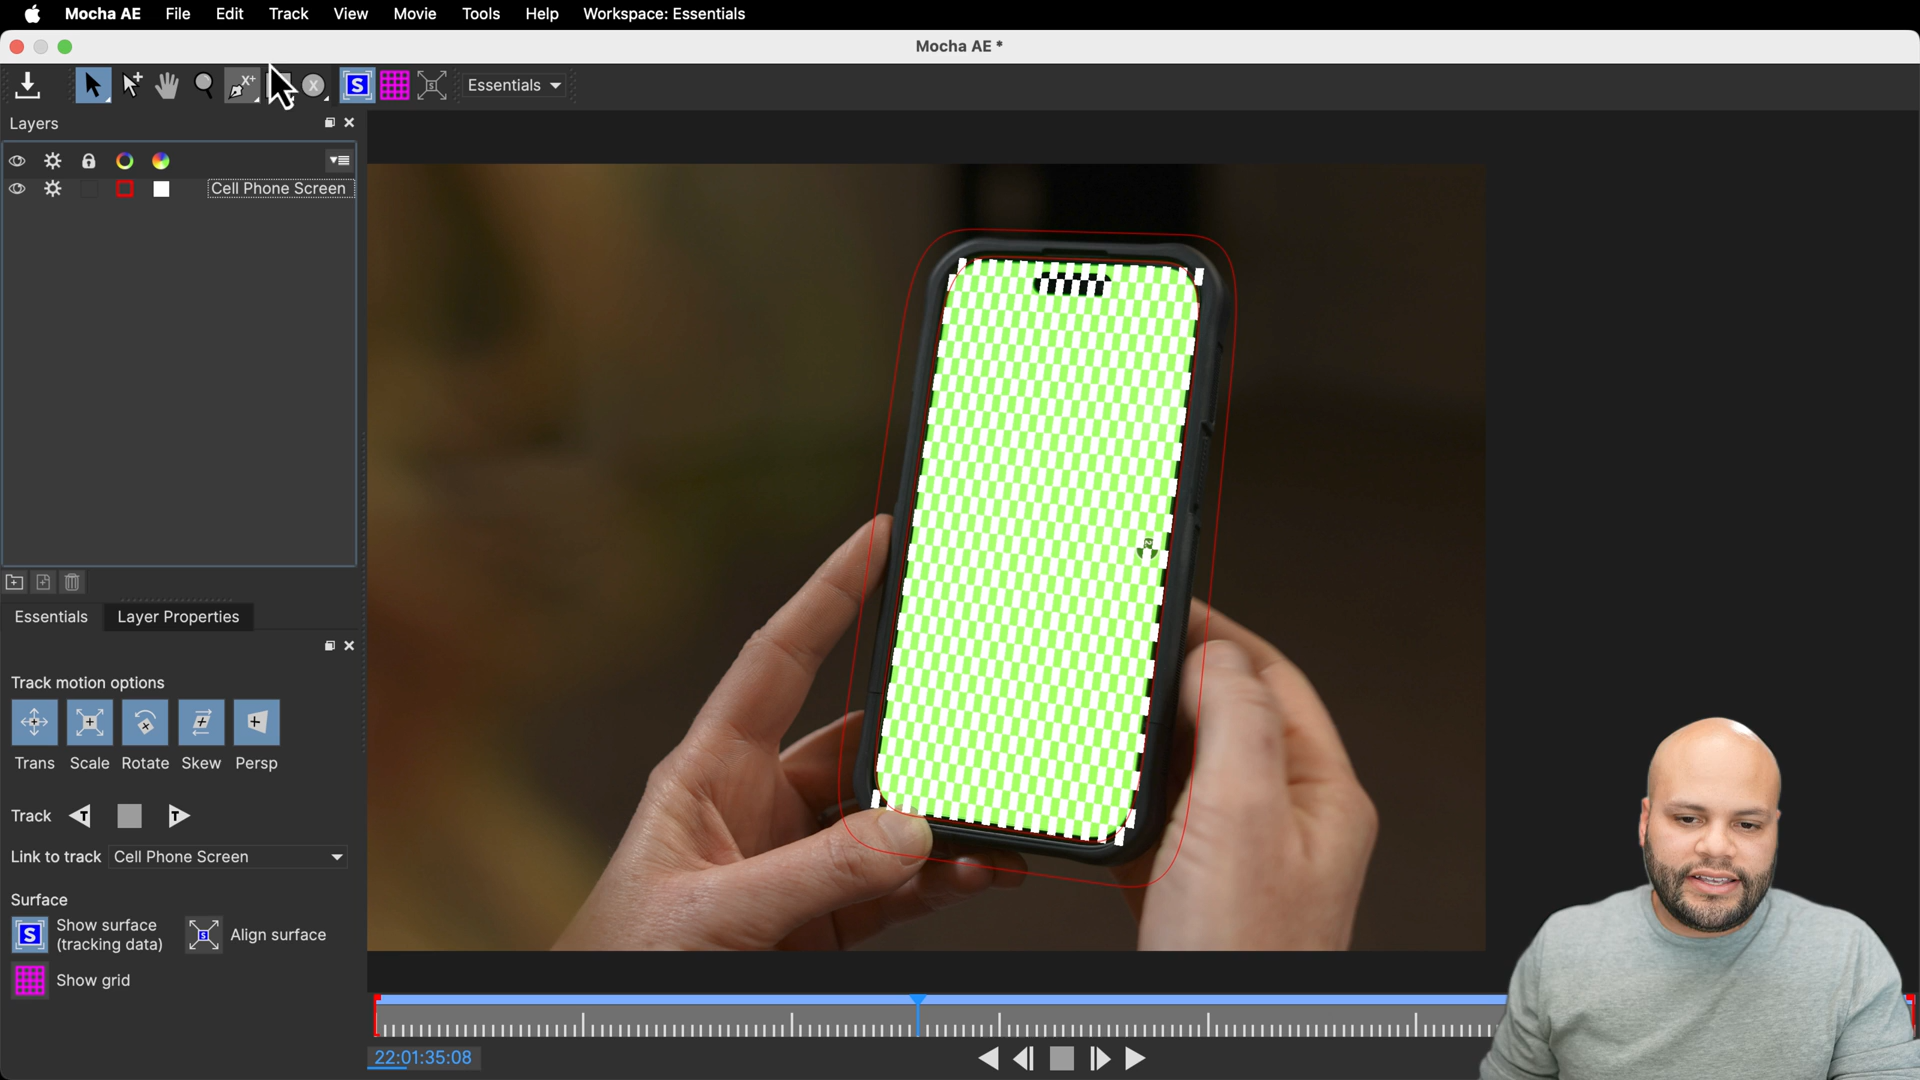 Mocha AE File Edit Track View Movie Tools Help Workspace: Essentials
Mocha AE *
X+ X S S Essentials
Layers
Cell Phone Screen
Essentials Layer Properties
Track motion options
Trans Scale Rotate Skew Persp
Track T T
Link to track Cell Phone Screen
Surface
S Show surface
(tracking data)
S Align surface
Show grid
22:01:35:08